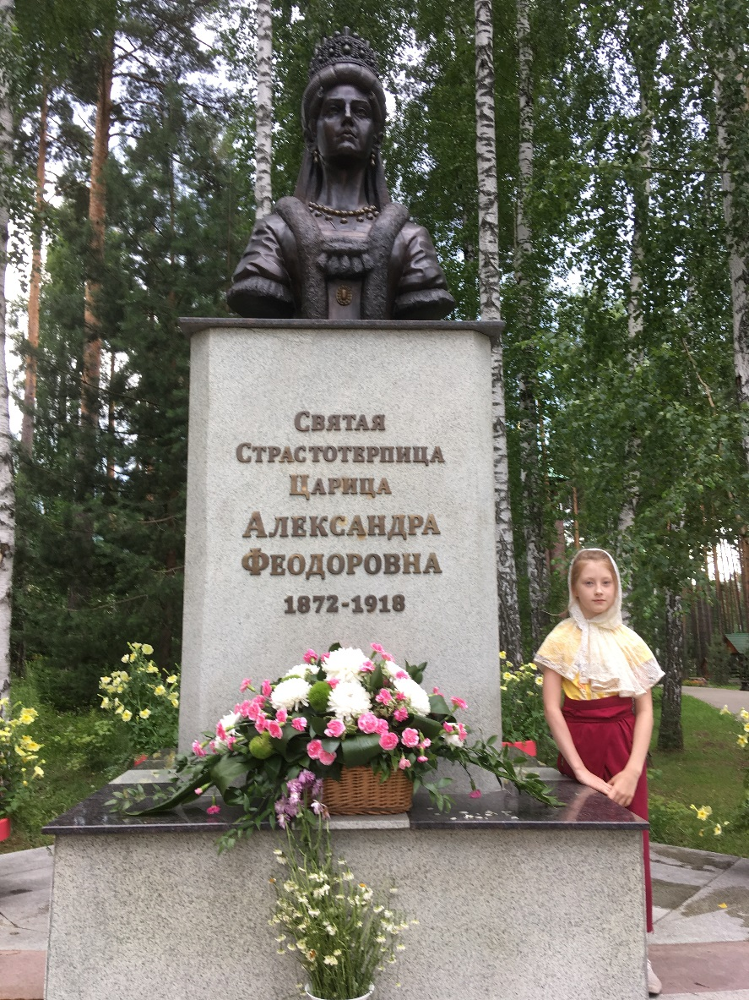 Святая
Страстотерпица
Царица
Александра
Феодоровна
1872-1918